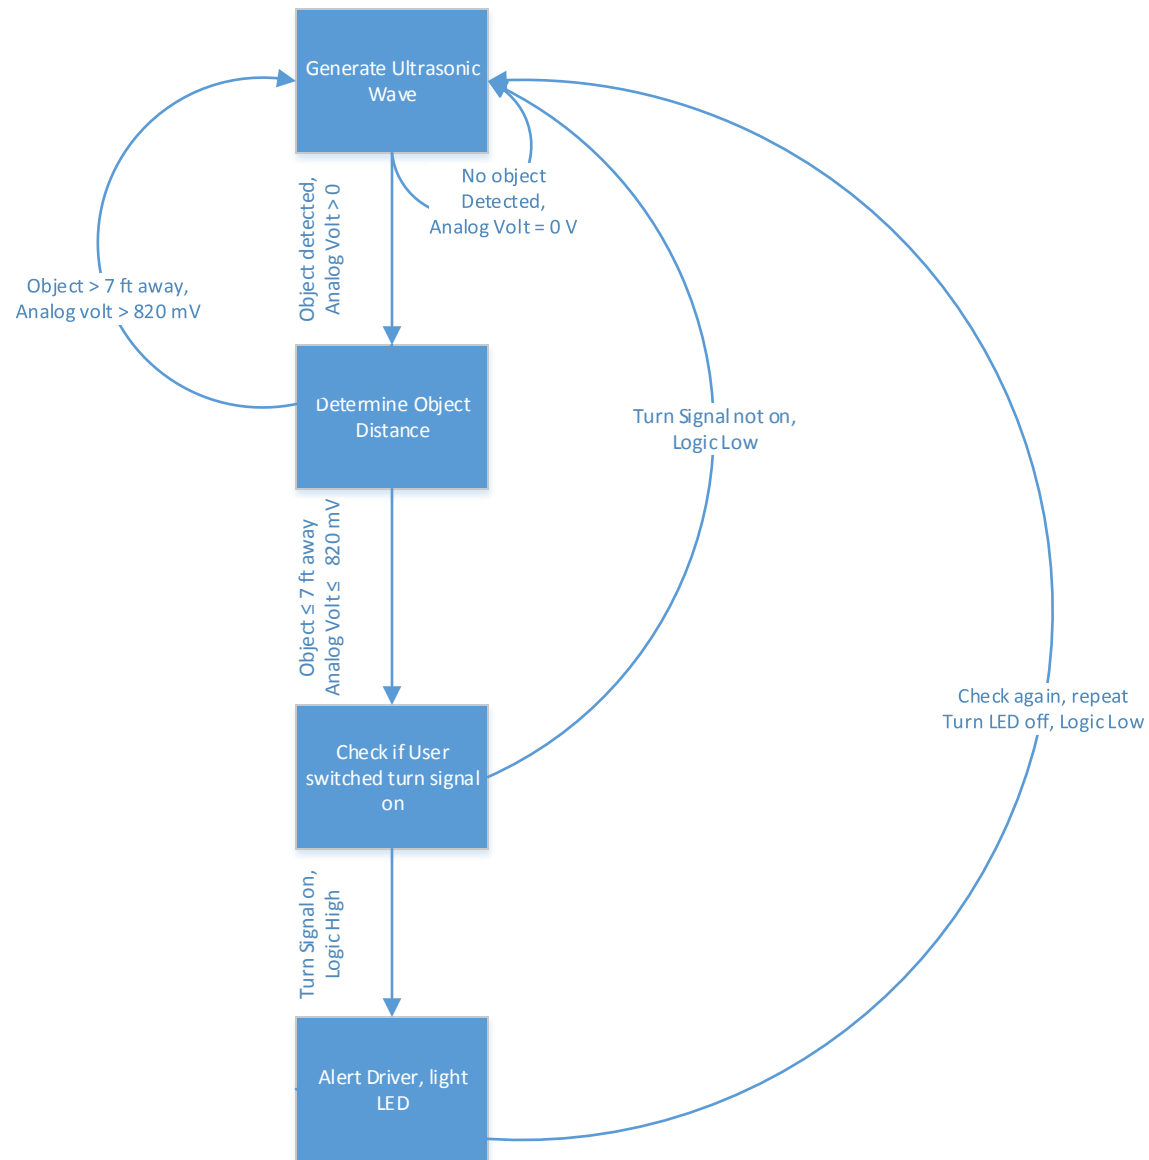 Generate Ultrasonic
Wave
No object
Detected,
Analog Volt = 0 V
Object detected,
Analog Volt > 0
Object > 7 ft away,
Analog volt > 820 mV
Determine Object
Distance
Turn Signal not on,
Logic Low
Object ≤ 7 ft away
Analog Volt ≤ 820 mV
Check again, repeat
Turn LED off, Logic Low
Check if User
switched turn signal
on
Turn Signal on,
Logic High
Alert Driver, light
LED